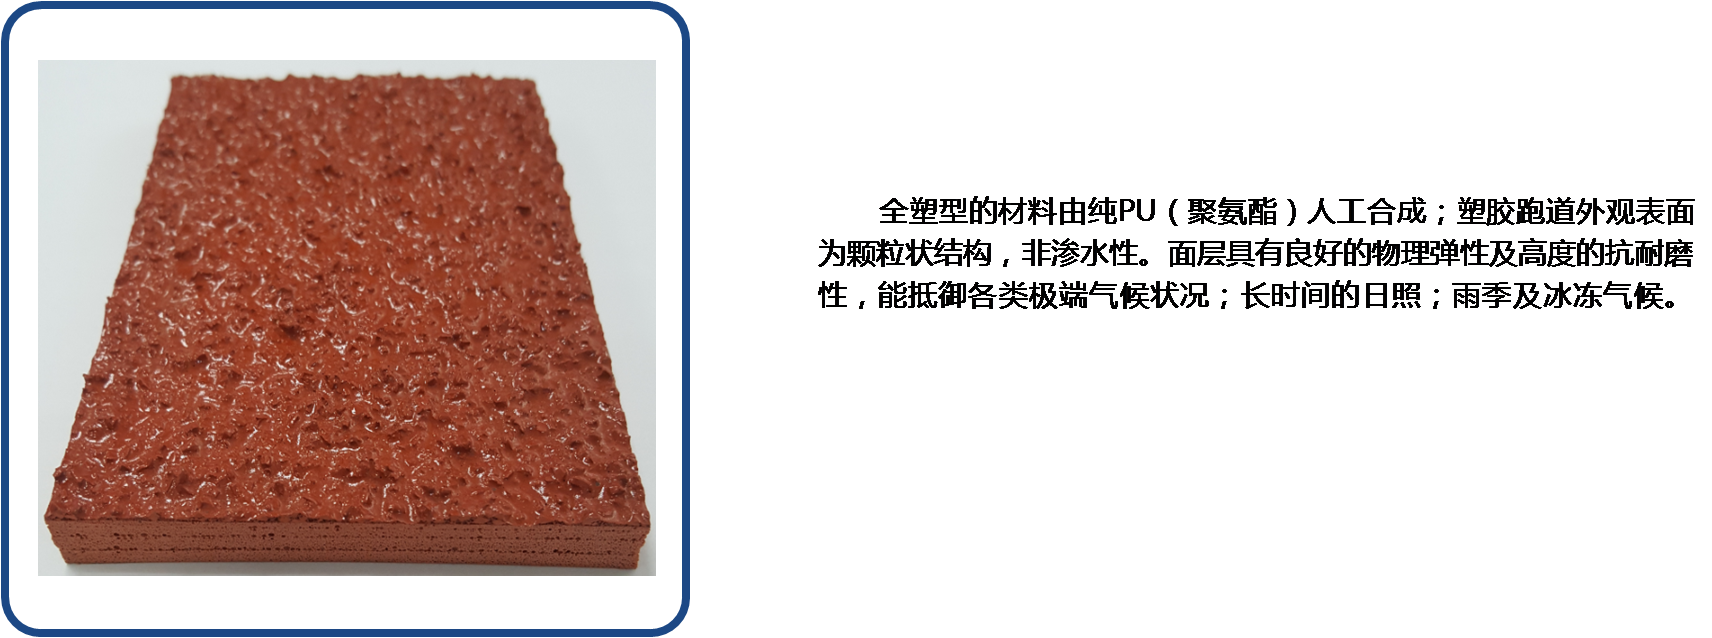 全塑型的材料由纯PU（聚氨酯）人工合成；塑胶跑道外观表面
为颗粒状结构，非渗水性。面层具有良好的物理弹性及高度的抗耐磨
性，能抵御各类极端气候状况；长时间的日照；雨季及冰冻气候。